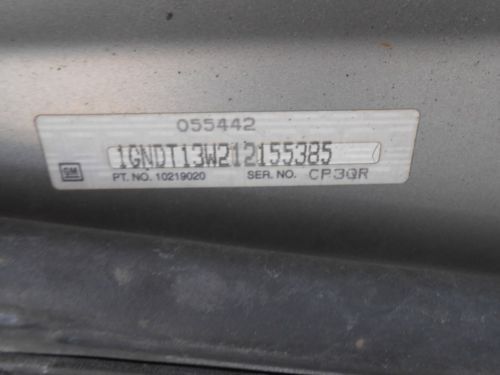 055442
1GNDT13W212155385
GM PT. NO. 10219020 SER. NO. CP3QR